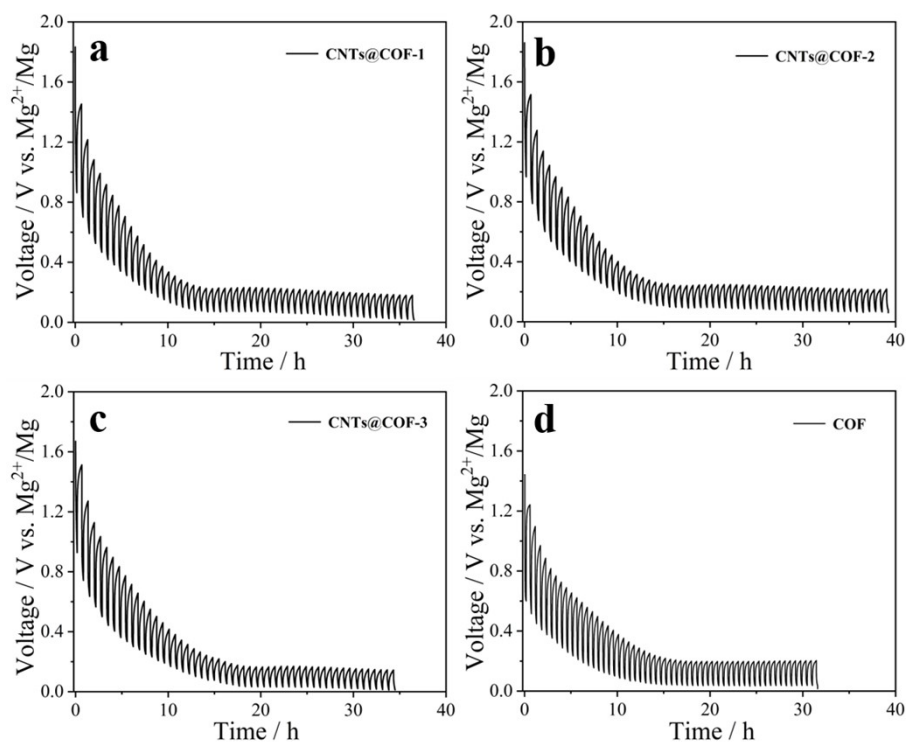 a
CNTs@COF-1
2.0
1.6
1.2
0.8
0.4
0.0
Voltage / V vs. Mg²⁺/Mg
0 10 20 30 40
Time / h
b
CNTs@COF-2
2.0
1.6
1.2
0.8
0.4
0.0
Voltage / V vs. Mg²⁺/Mg
0 10 20 30 40
Time / h
c
CNTs@COF-3
2.0
1.6
1.2
0.8
0.4
0.0
Voltage / V vs. Mg²⁺/Mg
0 10 20 30 40
Time / h
d
COF
2.0
1.6
1.2
0.8
0.4
0.0
Voltage / V vs. Mg²⁺/Mg
0 10 20 30 40
Time / h